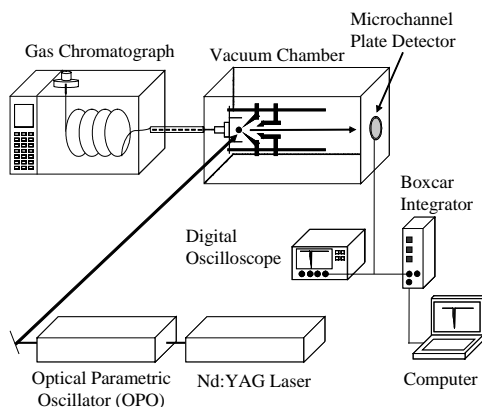 Microchannel
Plate Detector
Gas Chromatograph
Vacuum Chamber
Boxcar
Integrator
Digital
Oscilloscope
Optical Parametric
Oscillator (OPO)
Nd:YAG Laser
Computer